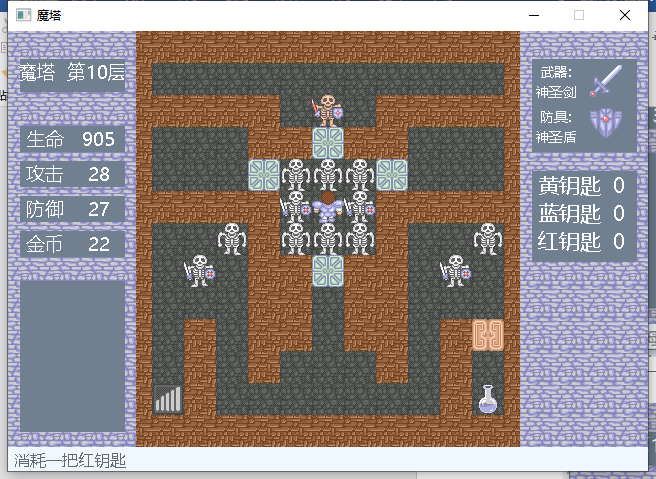 魔塔
魔塔 第10层
生命 905
攻击 28
防御 27
金币 22
武器:
神圣剑
防具:
神圣盾
黄钥匙 0
蓝钥匙 0
红钥匙 0
消耗一把红钥匙